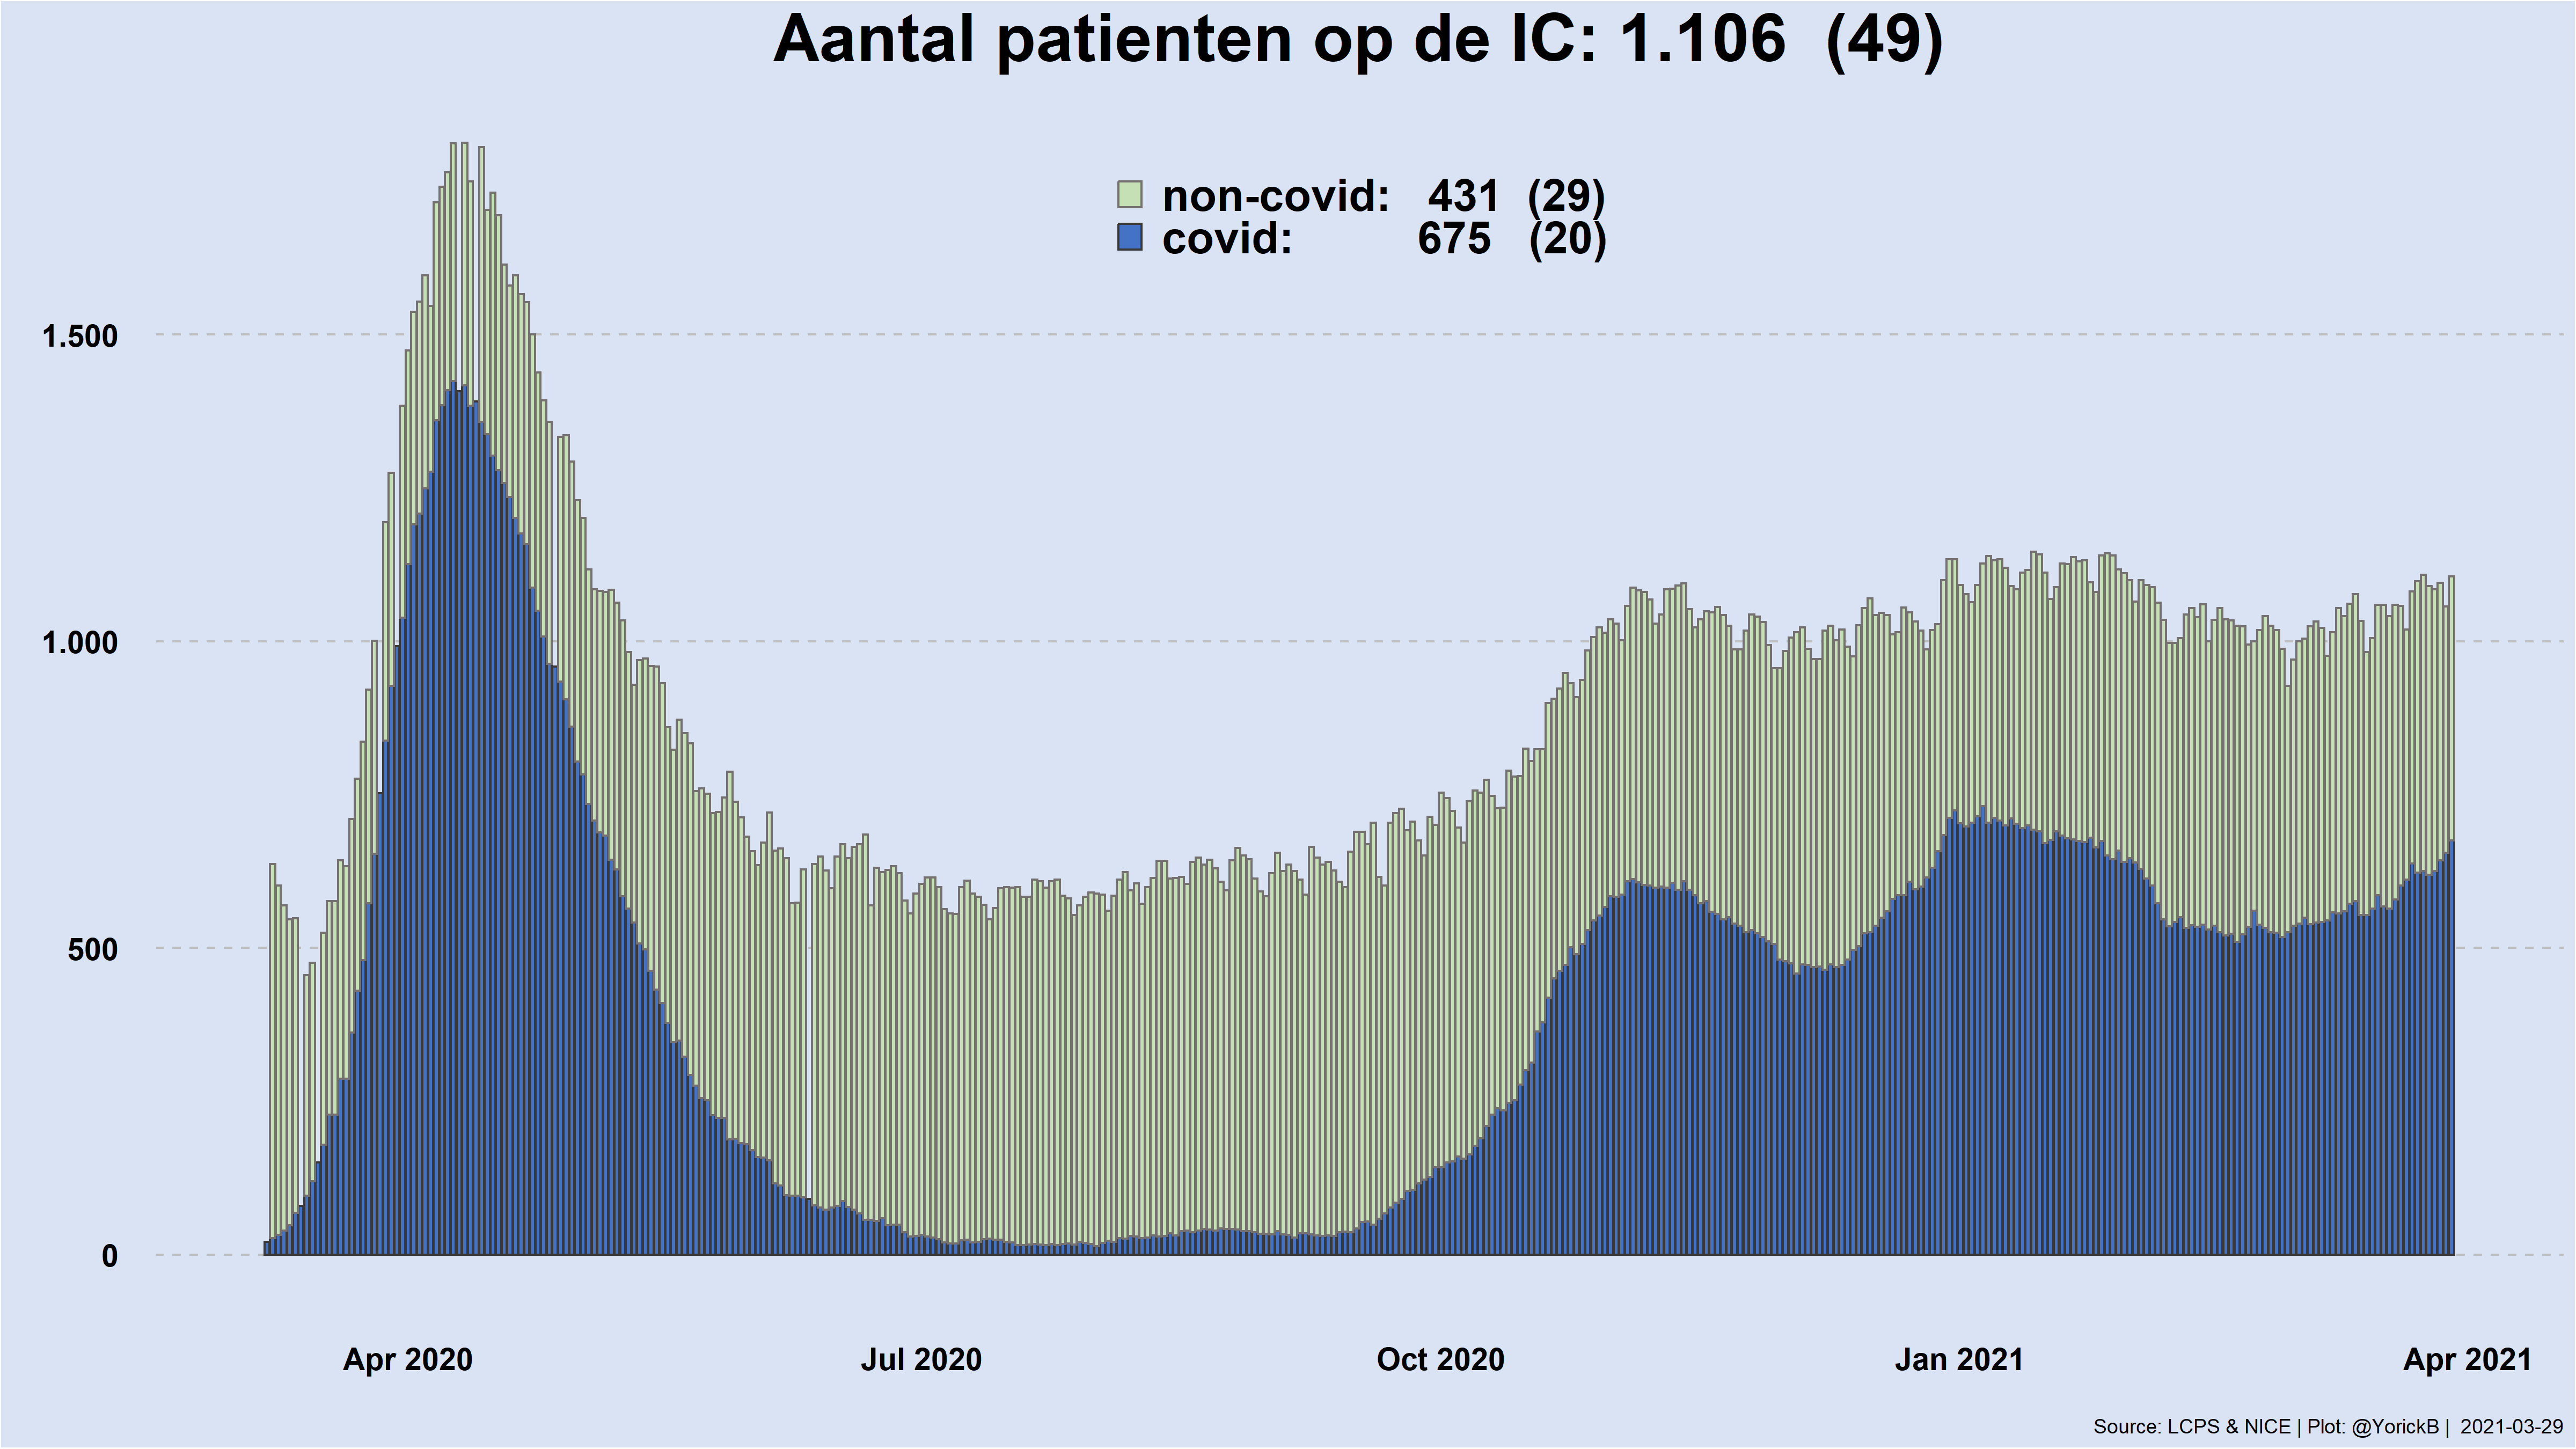 Aantal patienten op de IC: 1.106 (49)
non-covid: 431 (29)
covid: 675 (20)
1.500
1.000
500
0
Apr 2020 Jul 2020 Oct 2020 Jan 2021 Apr 2021
Source: LCPS & NICE | Plot: @YorickB | 2021-03-29